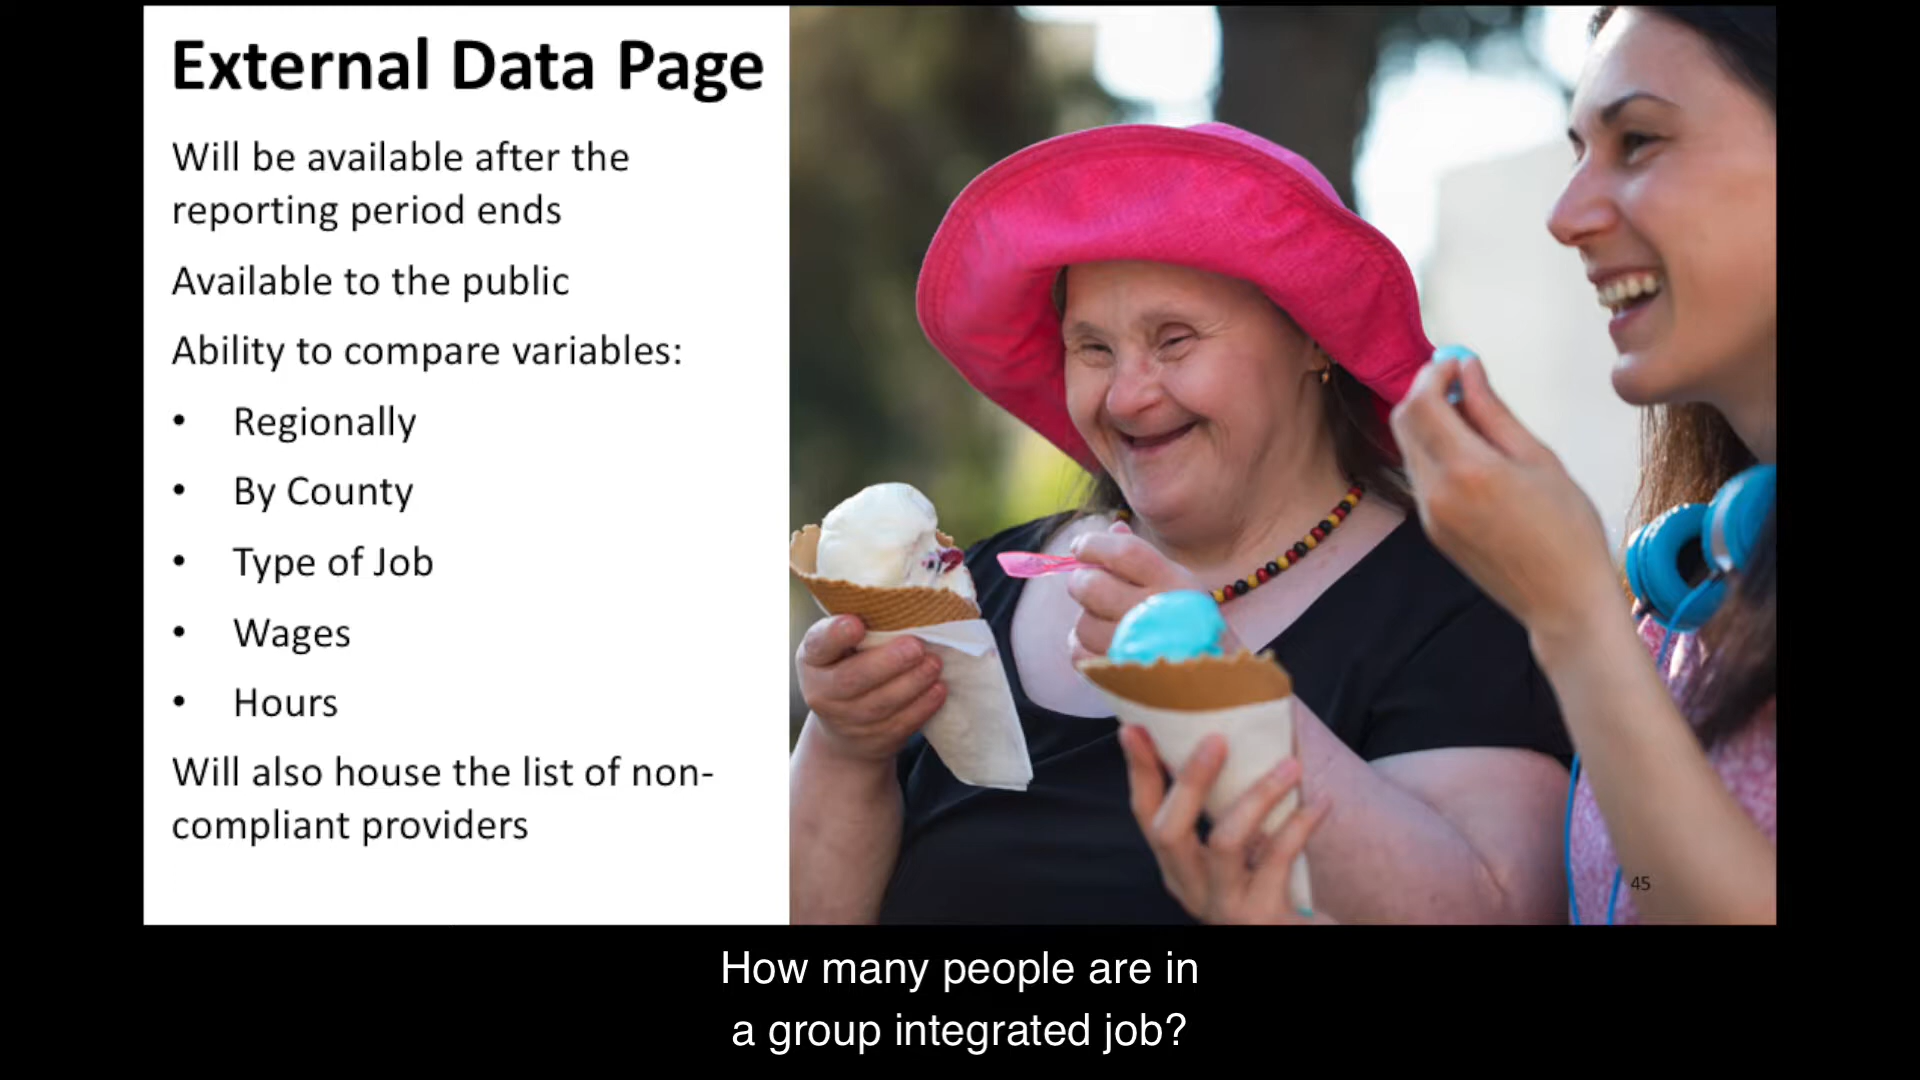 External Data Page
Will be available after the
reporting period ends
Available to the public
Ability to compare variables:
• Regionally
• By County
• Type of Job
• Wages
• Hours
Will also house the list of non-
compliant providers
45
How many people are in
a group integrated job?